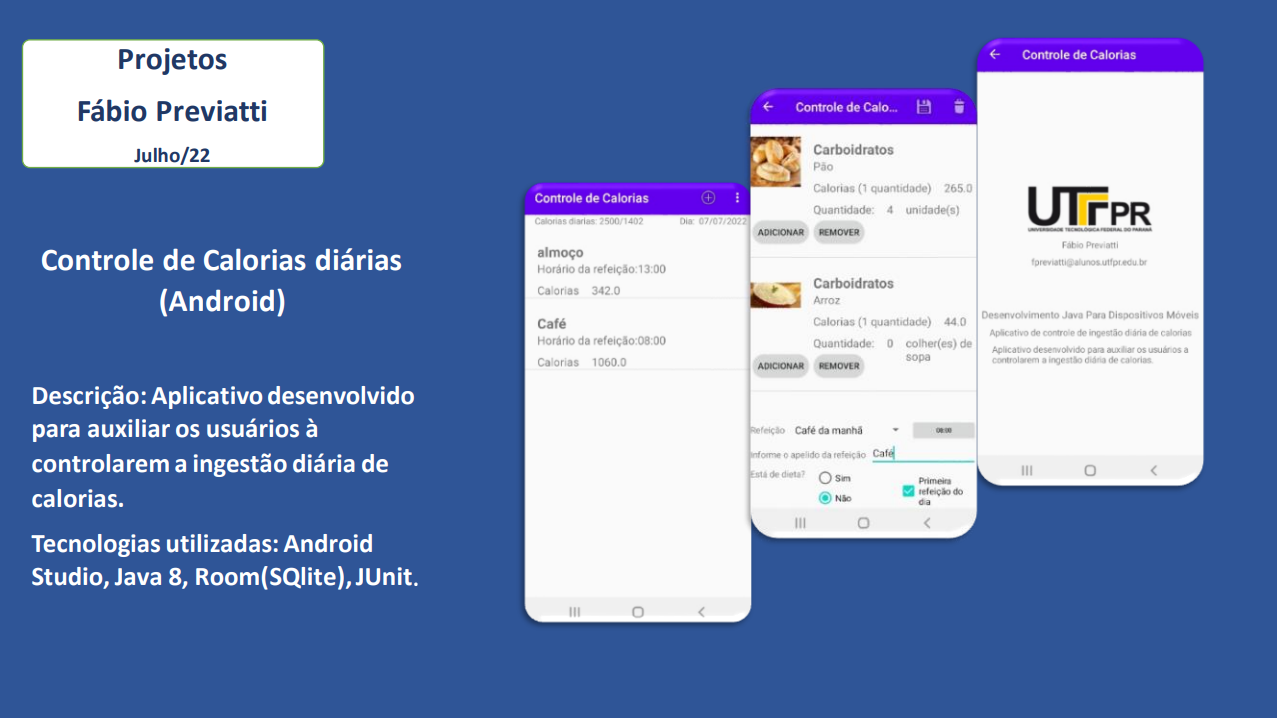 Projetos
Fábio Previatti
Julho/22
Controle de Calorias diárias
(Android)
Descrição: Aplicativo desenvolvido
para auxiliar os usuários à
controlarem a ingestão diária de
calorias.
Tecnologias utilizadas: Android
Studio, Java 8, Room(SQlite), JUnit.
Controle de Calorias
Calorias diarias: 2500/1402 Dia: 07/07/2022
almoço
Horário da refeição:13:00
Calorias 342.0
Café
Horário da refeição:08:00
Calorias 1060.0
Controle de Calo...
Carboidratos
Pão
Calorias (1 quantidade) 265.0
Quantidade: 4 unidade(s)
ADICIONAR REMOVER
Carboidratos
Arroz
Calorias (1 quantidade) 44.0
Quantidade: 0 colher(es) de
sopa
ADICIONAR REMOVER
Refeição Café da manhã 08:00
Informe o apelido da refeição Café
Está de dieta? Sim
Não
Primeira
refeição do
dia
Controle de Calorias
UTFPR
UNIVERSIDADE TECNOLÓGICA FEDERAL DO PARANÁ
Fábio Previatti
fpreviatti@alunos.utfpr.edu.br
Desenvolvimento Java Para Dispositivos Móveis
Aplicativo de controle de ingestão diária de calorias
Aplicativo desenvolvido para auxiliar os usuários a
controlarem a ingestão diária de calorias.